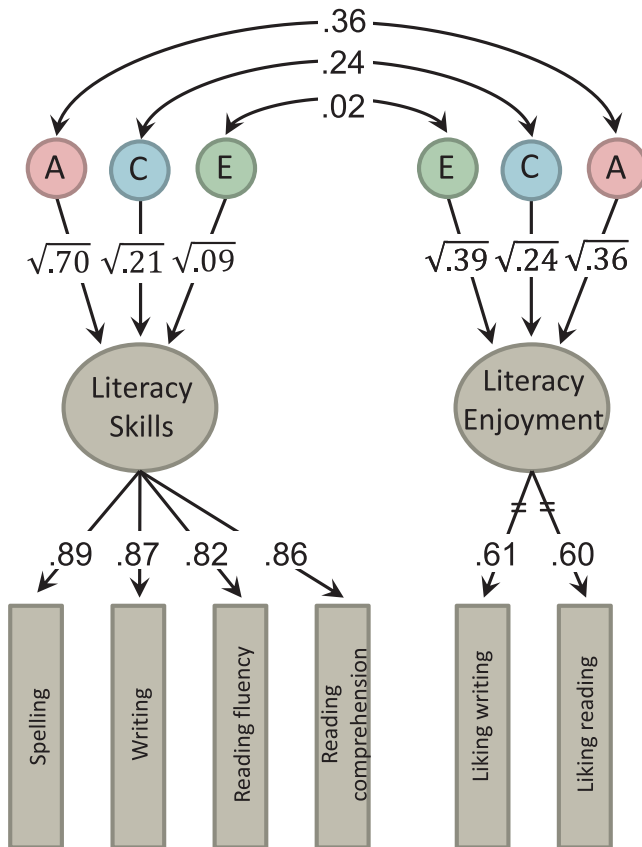 .36
.24
.02
A C E E C A
√.70 √.21 √.09 √.39 √.24 √.36
Literacy
Skills
Literacy
Enjoyment
= =
.89 .87 .82 .86 .61 .60
Spelling
Writing
Reading fluency
Reading
comprehension
Liking writing
Liking reading